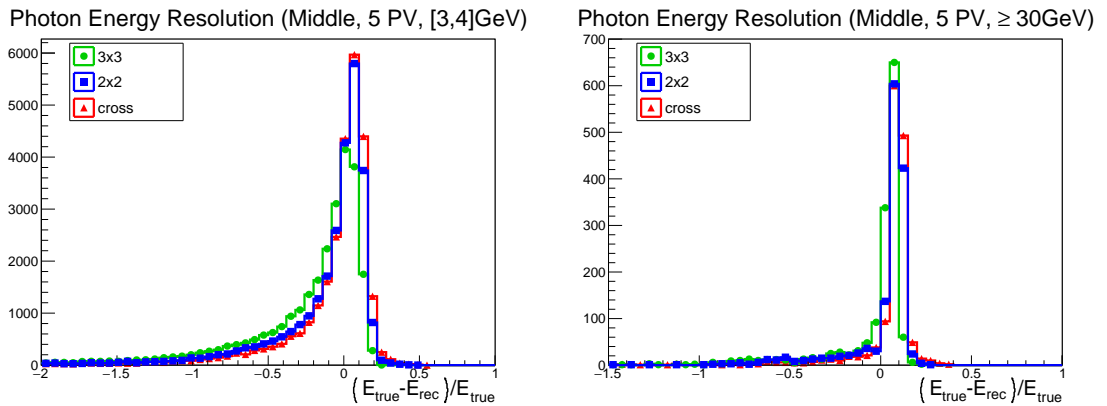 Photon Energy Resolution (Middle, 5 PV, [3,4]GeV)
6000
5000
4000
3000
2000
1000
0
3x3
2x2
cross
−2
−1.5
−1
−0.5
0
0.5
1
(E_true-E_rec)/E_true
Photon Energy Resolution (Middle, 5 PV, ≥ 30GeV)
700
600
500
400
300
200
100
0
3x3
2x2
cross
−1.5
−1
−0.5
0
0.5
1
(E_true-E_rec)/E_true